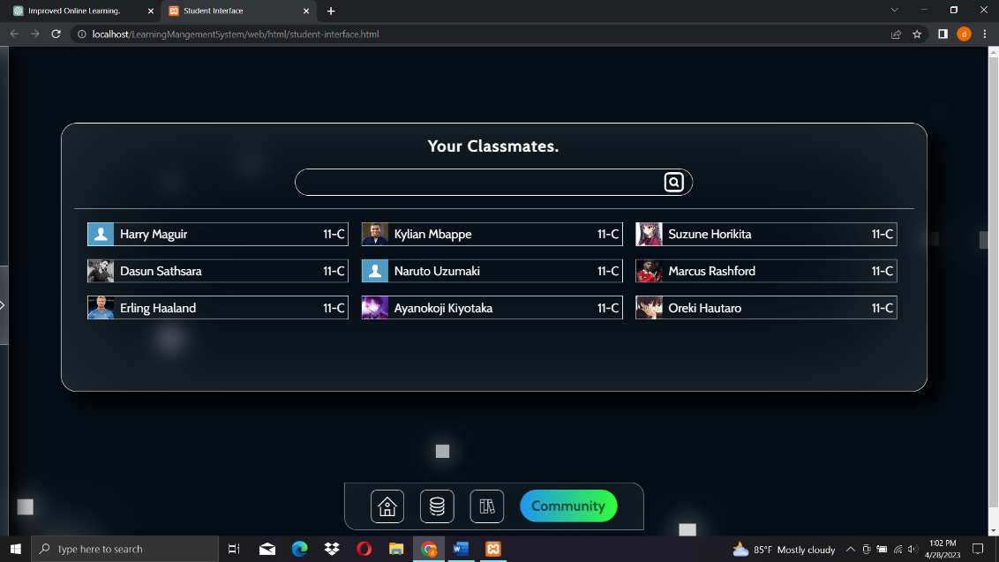 Improved Online Learning.
Student Interface
localhost/LearningMangementSystem/web/html/student-interface.html
d
Your Classmates.
Harry Maguir 11-C
Kylian Mbappe 11-C
Suzune Horikita 11-C
Dasun Sathsara 11-C
Naruto Uzumaki 11-C
Marcus Rashford 11-C
Erling Haaland 11-C
Ayanokoji Kiyotaka 11-C
Oreki Hautaro 11-C
Community
Type here to search
85°F Mostly cloudy
1:02 PM
4/28/2023